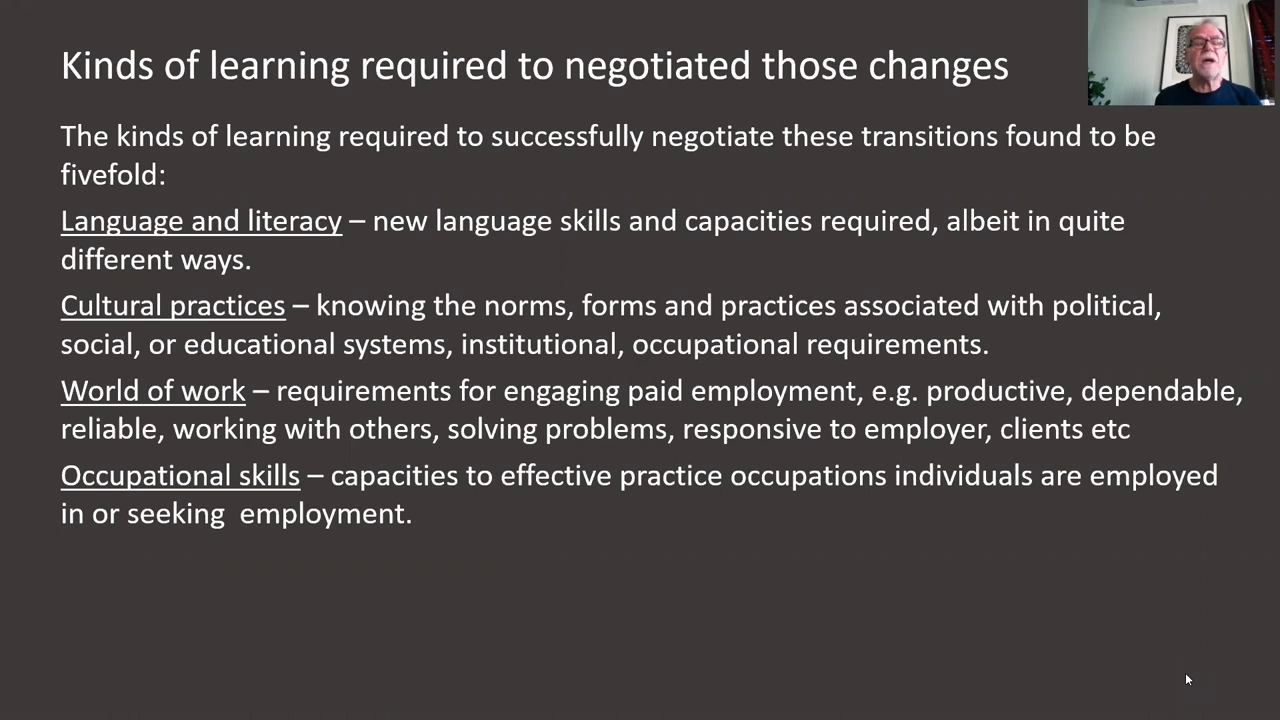 Kinds of learning required to negotiated those changes
The kinds of learning required to successfully negotiate these transitions found to be
fivefold:
Language and literacy – new language skills and capacities required, albeit in quite
different ways.
Cultural practices – knowing the norms, forms and practices associated with political,
social, or educational systems, institutional, occupational requirements.
World of work – requirements for engaging paid employment, e.g. productive, dependable,
reliable, working with others, solving problems, responsive to employer, clients etc
Occupational skills – capacities to effective practice occupations individuals are employed
in or seeking  employment.